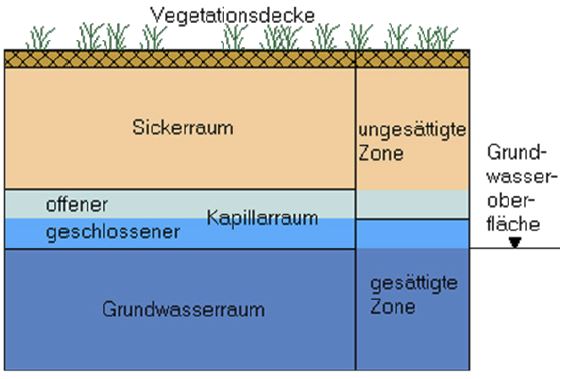 Vegetationsdecke
Sickerraum
ungesättigte
Zone
Grund-
wasser-
ober-
fläche
offener
Kapillarraum
geschlossener
Grundwasserraum
gesättigte
Zone